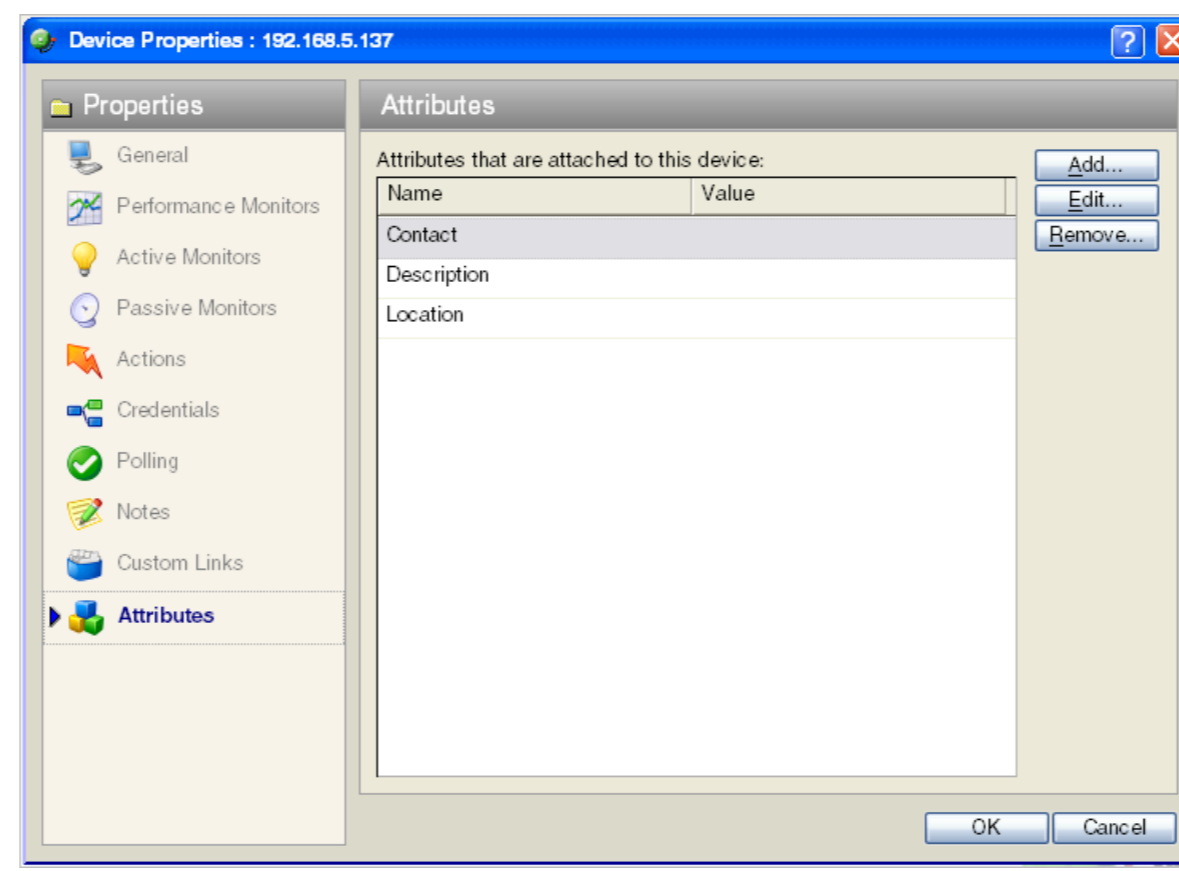 Device Properties : 192.168.5.137
?
Properties
General
Performance Monitors
Active Monitors
Passive Monitors
Actions
Credentials
Polling
Notes
Custom Links
Attributes
Attributes
Attributes that are attached to this device:
Name Value
Contact
Description
Location
Add...
Edit...
Remove...
OK Cancel